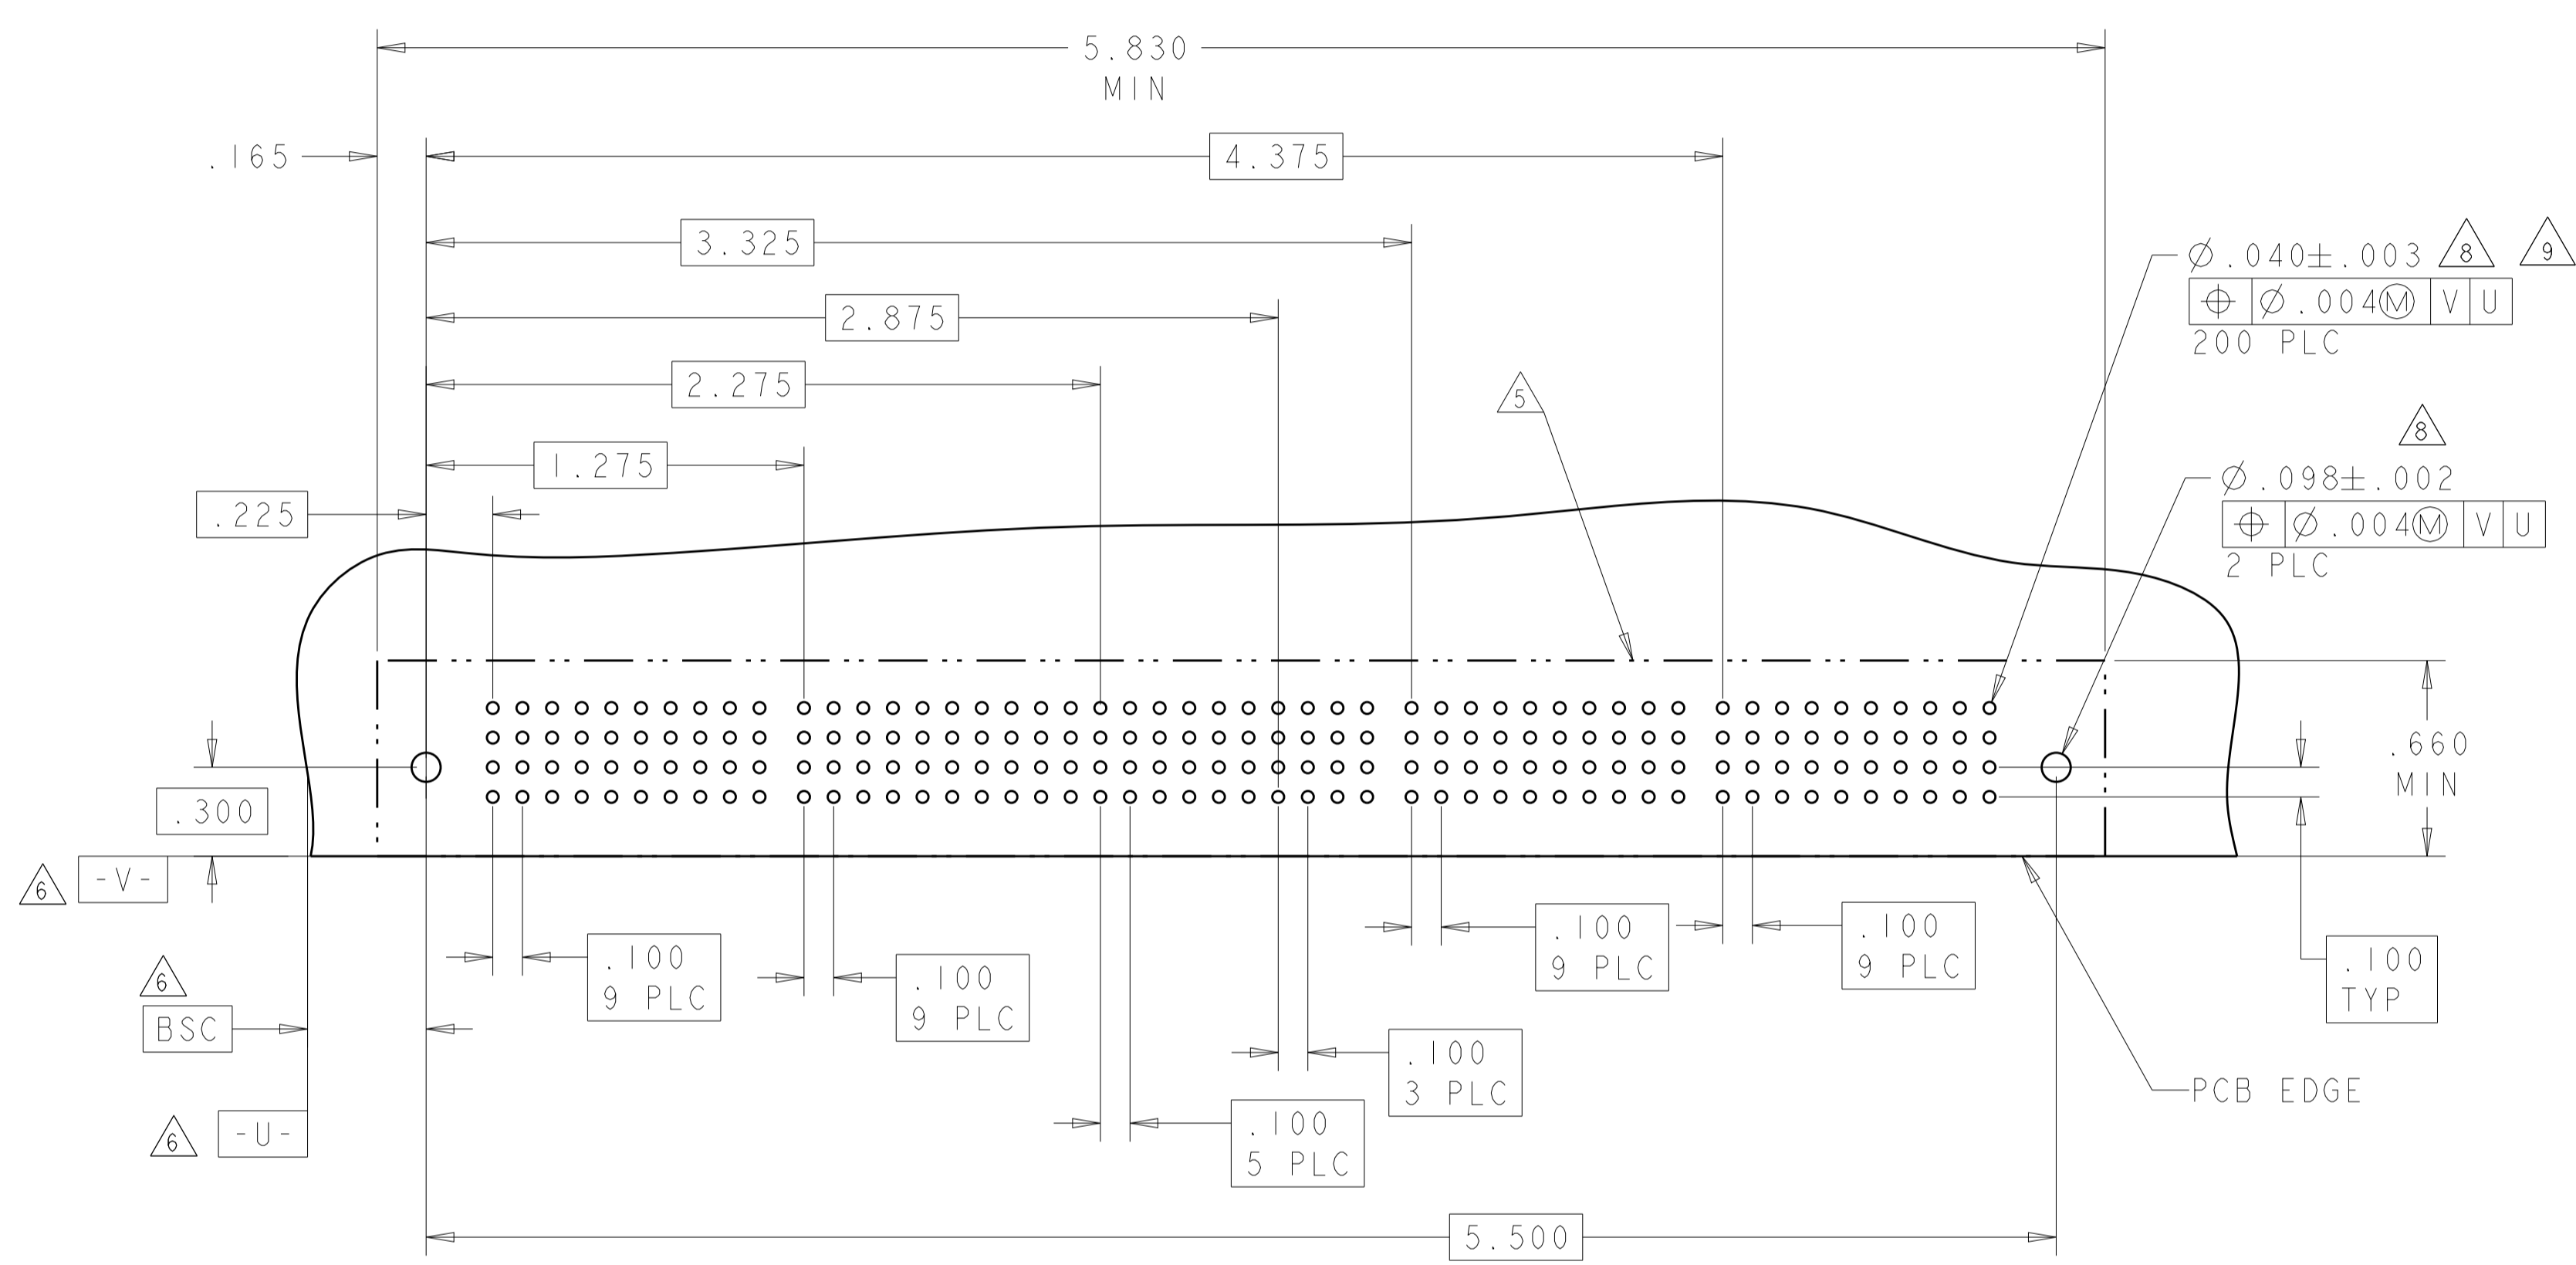 5.830
MIN
.165
4.375
3.325
Ø.040±.003 8 9
⌖ Ø.004Ⓜ V U
200 PLC
2.875
2.275
5
8
1.275
Ø.098±.002
⌖ Ø.004Ⓜ V U
2 PLC
.225
.660
MIN
.300
6 -V-
.100
9 PLC
.100
9 PLC
.100
9 PLC
.100
9 PLC
.100
TYP
6
BSC
.100
3 PLC
PCB EDGE
6 -U-
.100
5 PLC
5.500